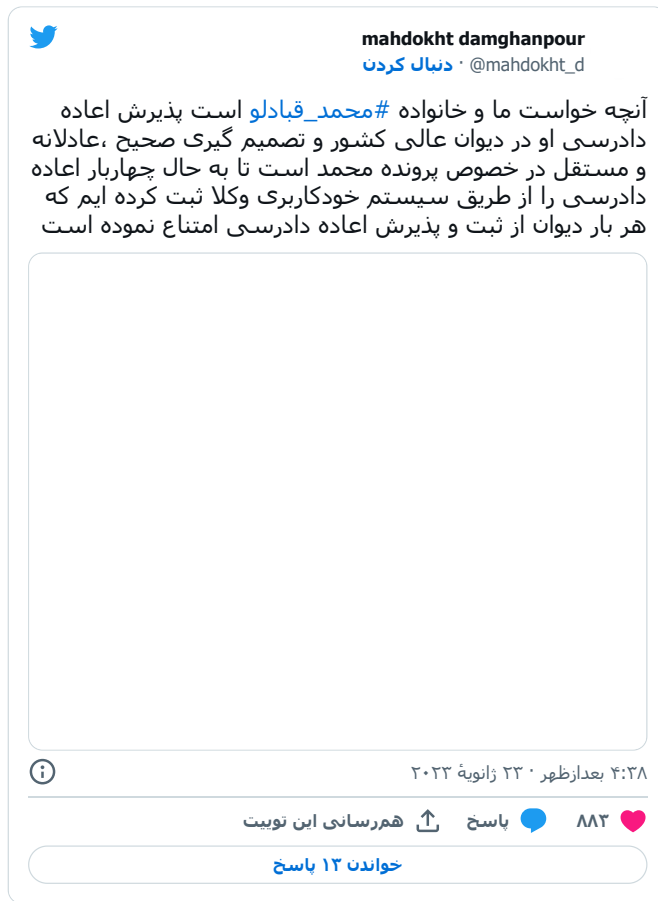 mahdokht damghanpour
@mahdokht_d · دنبال کردن
آنچه خواست ما و خانواده #محمد_قبادلو است پذیرش اعاده
دادرسی او در دیوان عالی کشور و تصمیم گیری صحیح ،عادلانه
و مستقل در خصوص پرونده محمد است تا به حال چهاربار اعاده
دادرسی را از طریق سیستم خودکاربری وکلا ثبت کرده ایم که
هر بار دیوان از ثبت و پذیرش اعاده دادرسی امتناع نموده است
۴:۳۸ بعدازظهر · ۲۳ ژانویهٔ ۲۰۲۳
۸۸۳ پاسخ هم‌رسانی این توییت
خواندن ۱۳ پاسخ